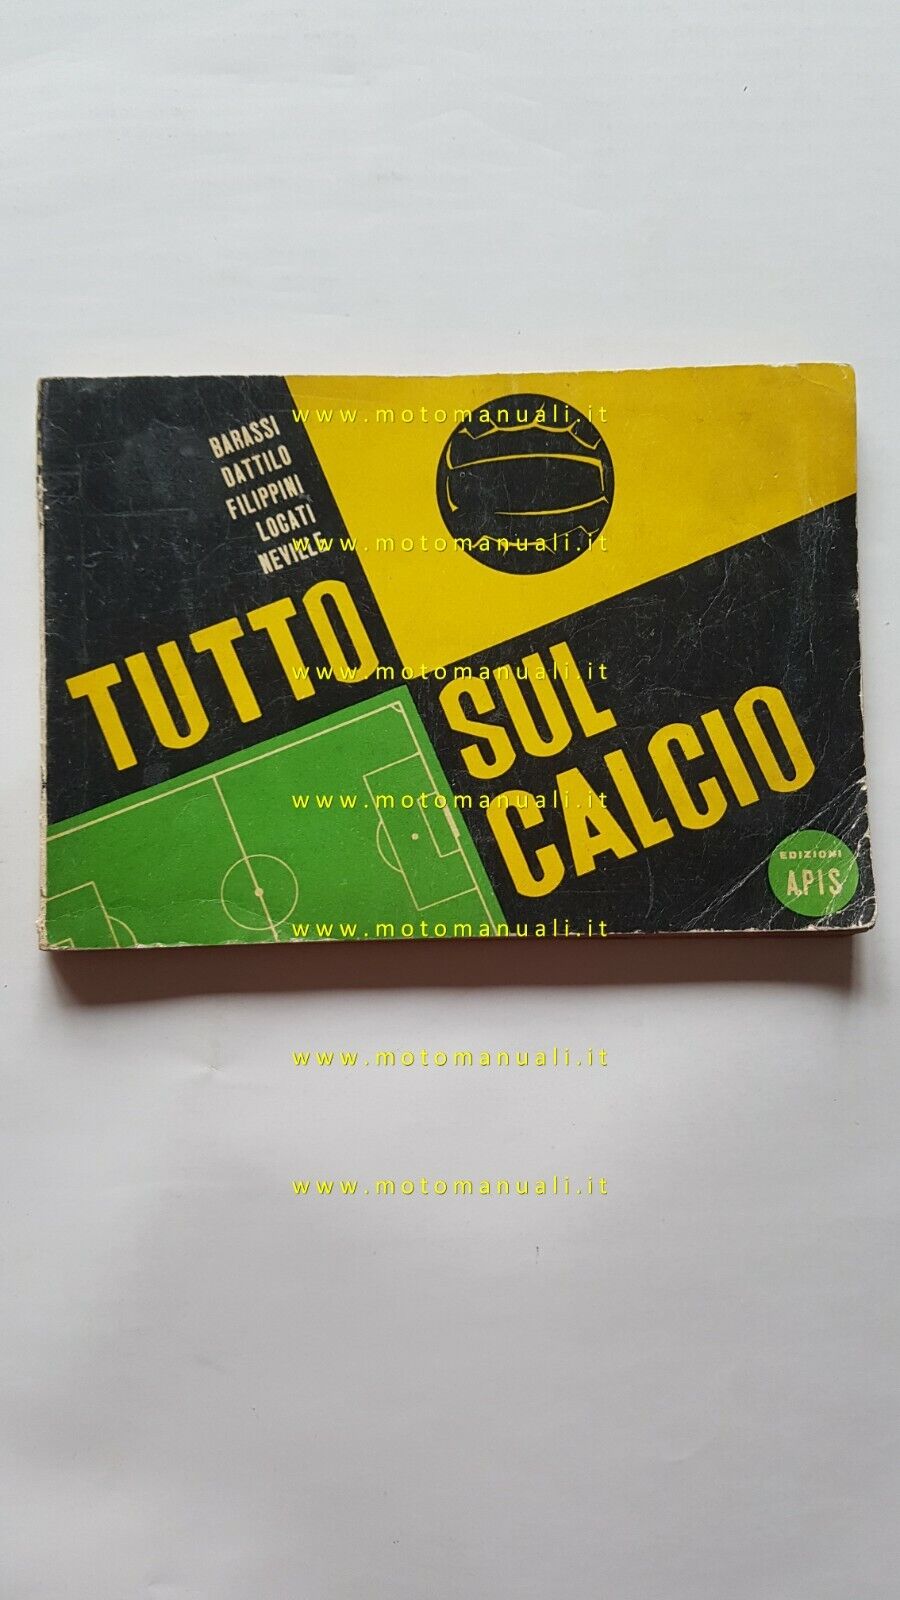 www.motomanuali.it
BARASSI
DATTILO
FILIPPINI
LOCATI
NEVILLE
www.motomanuali.it
TUTTO
www.motomanuali.it
SUL
CALCIO
www.motomanuali.it
EDIZIONI
APIS
www.motomanuali.it
www.motomanuali.it
www.motomanuali.it